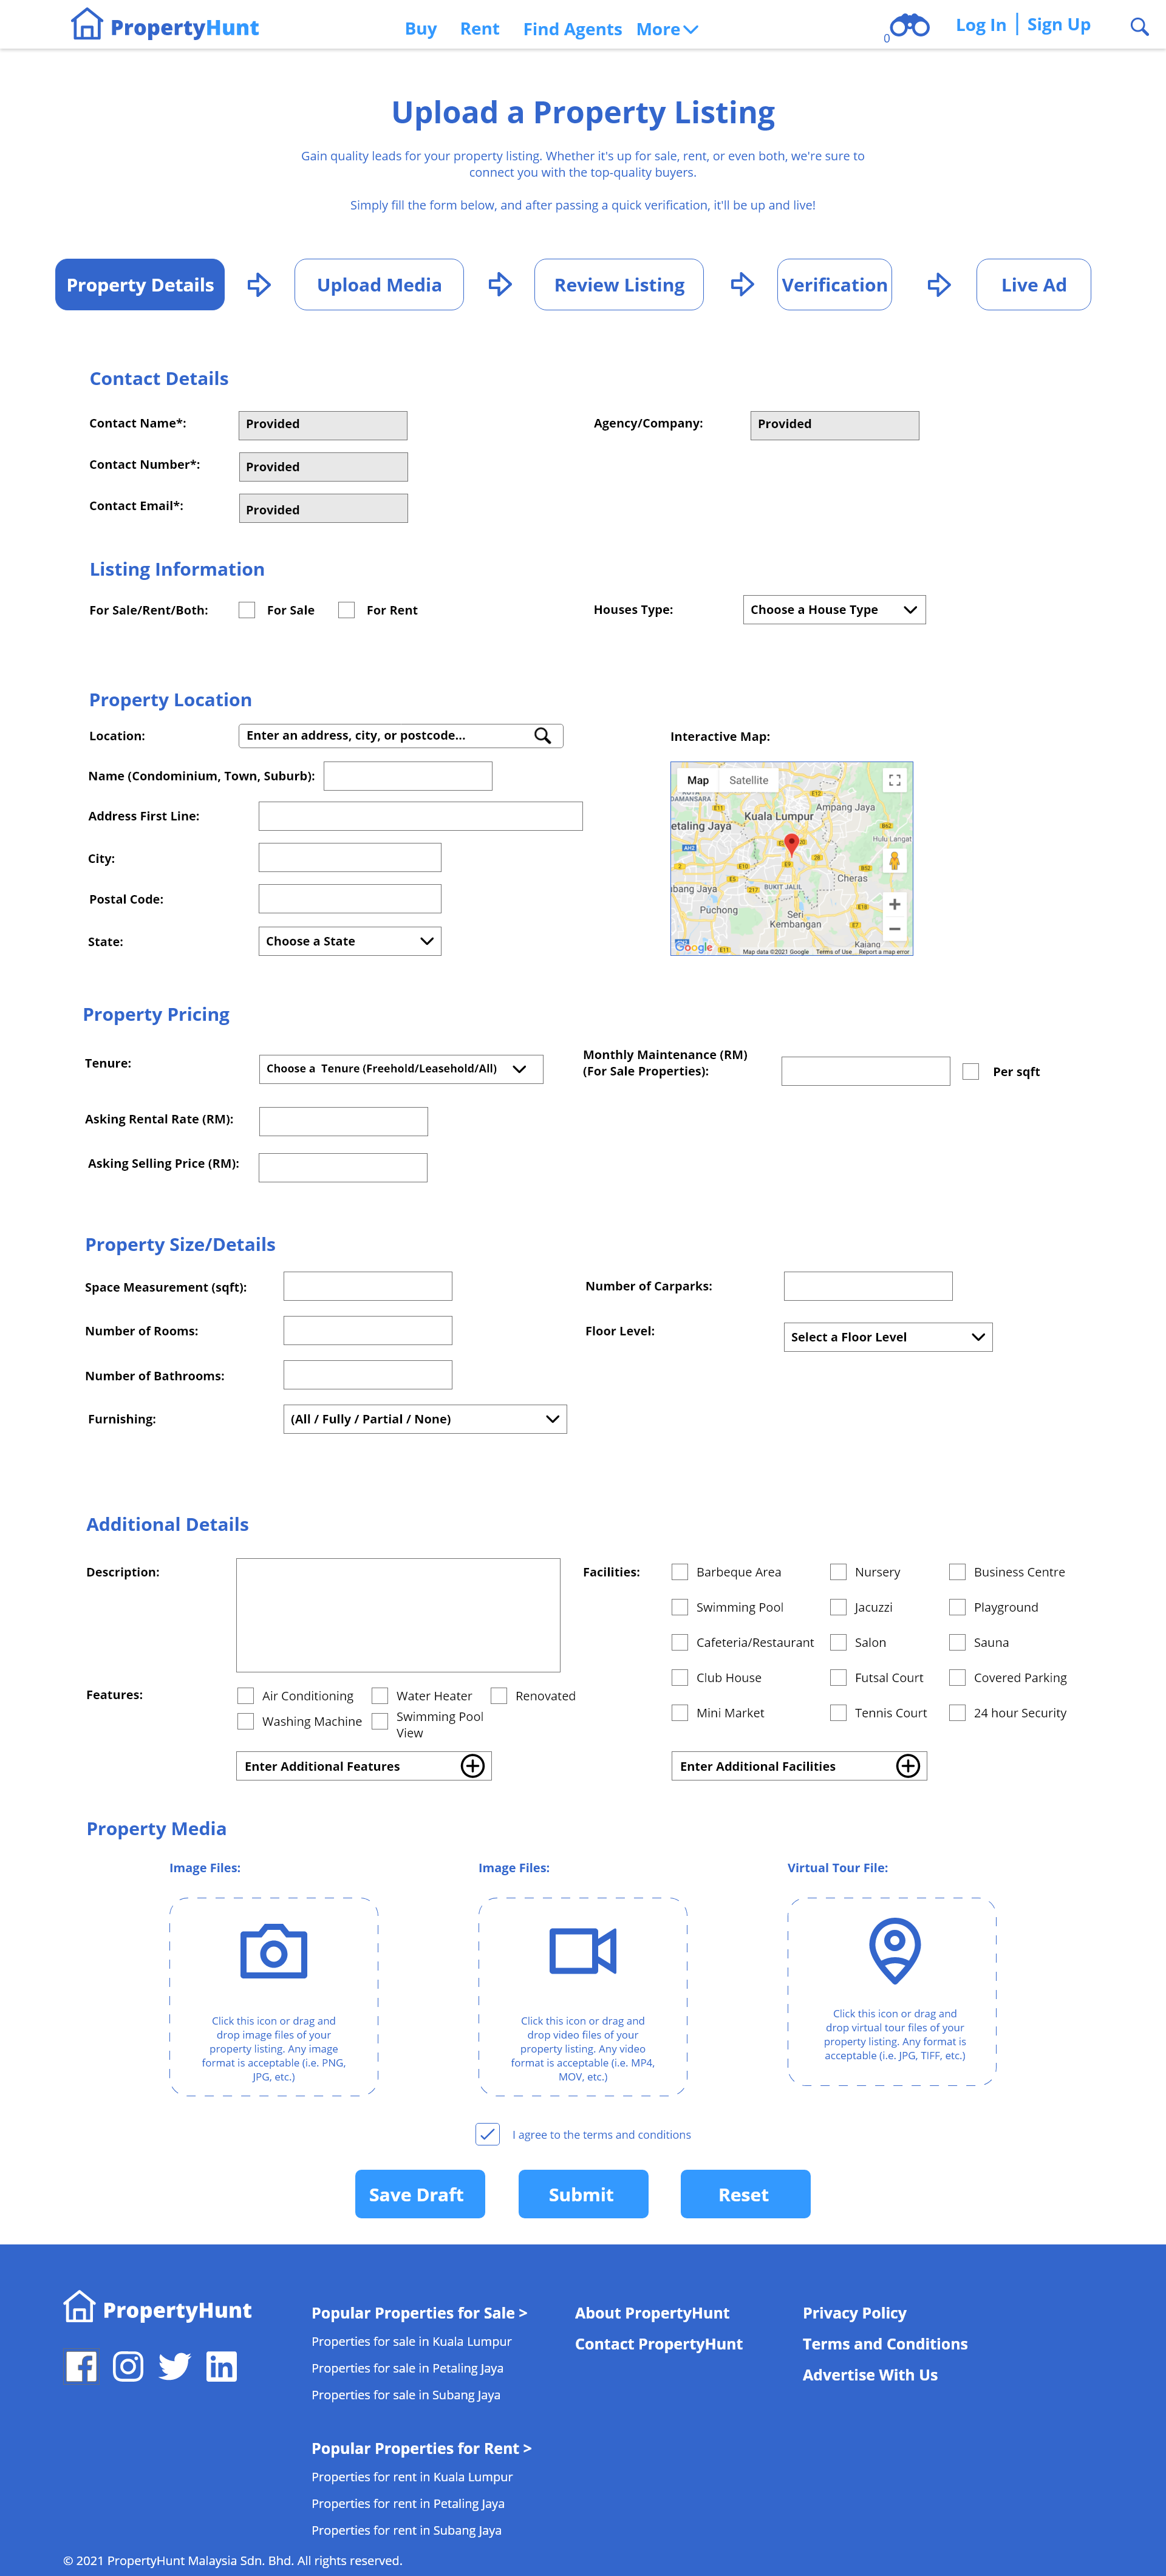 PropertyHunt
Buy
Rent
Find Agents
More
0
Log In
Sign Up
Upload a Property Listing
Gain quality leads for your property listing. Whether it's up for sale, rent, or even both, we're sure to
connect you with the top-quality buyers.
Simply fill the form below, and after passing a quick verification, it'll be up and live!
Property Details
Upload Media
Review Listing
Verification
Live Ad
Contact Details
Contact Name*:
Provided
Agency/Company:
Provided
Contact Number*:
Provided
Contact Email*:
Provided
Listing Information
For Sale/Rent/Both:
For Sale
For Rent
Houses Type:
Choose a House Type
Property Location
Location:
Enter an address, city, or postcode...
Interactive Map:
Name (Condominium, Town, Suburb):
Address First Line:
City:
Postal Code:
State:
Choose a State
Map
Satellite
DAMANSARA
E12
E11
Ampang Jaya
Kuala Lumpur
etaling Jaya
B62
Hulu Langat
AH2
2
E10
E9
28
E5
E12
Cheras
bang Jaya
217
BUKIT JALIL
Puchong
Seri
Kembangan
E18
E7
Kajang
Google
E11
Map data ©2021 Google
Terms of Use
Report a map error
Property Pricing
Tenure:
Choose a Tenure (Freehold/Leasehold/All)
Monthly Maintenance (RM)
(For Sale Properties):
Per sqft
Asking Rental Rate (RM):
Asking Selling Price (RM):
Property Size/Details
Space Measurement (sqft):
Number of Carparks:
Number of Rooms:
Floor Level:
Select a Floor Level
Number of Bathrooms:
Furnishing:
(All / Fully / Partial / None)
Additional Details
Description:
Features:
Air Conditioning
Water Heater
Renovated
Washing Machine
Swimming Pool
View
Enter Additional Features
Facilities:
Barbeque Area
Nursery
Business Centre
Swimming Pool
Jacuzzi
Playground
Cafeteria/Restaurant
Salon
Sauna
Club House
Futsal Court
Covered Parking
Mini Market
Tennis Court
24 hour Security
Enter Additional Facilities
Property Media
Image Files:
Click this icon or drag and
drop image files of your
property listing. Any image
format is acceptable (i.e. PNG,
JPG, etc.)
Image Files:
Click this icon or drag and
drop video files of your
property listing. Any video
format is acceptable (i.e. MP4,
MOV, etc.)
Virtual Tour File:
Click this icon or drag and
drop virtual tour files of your
property listing. Any format is
acceptable (i.e. JPG, TIFF, etc.)
I agree to the terms and conditions
Save Draft
Submit
Reset
PropertyHunt
Popular Properties for Sale >
Properties for sale in Kuala Lumpur
Properties for sale in Petaling Jaya
Properties for sale in Subang Jaya
Popular Properties for Rent >
Properties for rent in Kuala Lumpur
Properties for rent in Petaling Jaya
Properties for rent in Subang Jaya
About PropertyHunt
Contact PropertyHunt
Privacy Policy
Terms and Conditions
Advertise With Us
© 2021 PropertyHunt Malaysia Sdn. Bhd. All rights reserved.